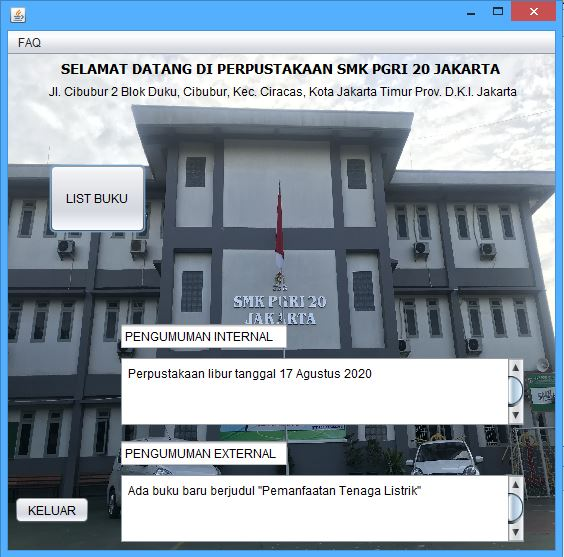 FAQ
SELAMAT DATANG DI PERPUSTAKAAN SMK PGRI 20 JAKARTA
Jl. Cibubur 2 Blok Duku, Cibubur, Kec. Ciracas, Kota Jakarta Timur Prov. D.K.I. Jakarta
LIST BUKU
SMK PGRI 20
JAKARTA
PENGUMUMAN INTERNAL
Perpustakaan libur tanggal 17 Agustus 2020
PENGUMUMAN EXTERNAL
Ada buku baru berjudul "Pemanfaatan Tenaga Listrik"
KELUAR